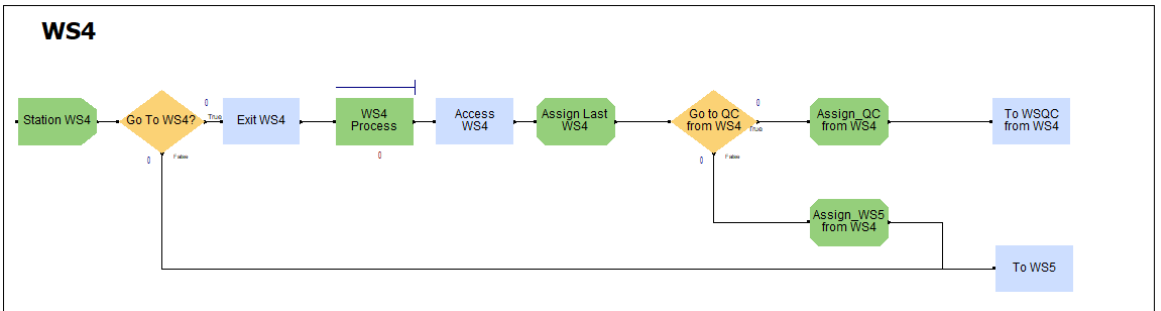 WS4
Station WS4
Go To WS4?
0
True
0
False
Exit WS4
WS4
Process
0
Access
WS4
Assign Last
WS4
Go to QC
from WS4
0
True
0
False
Assign_QC
from WS4
To WSQC
from WS4
Assign_WS5
from WS4
To WS5